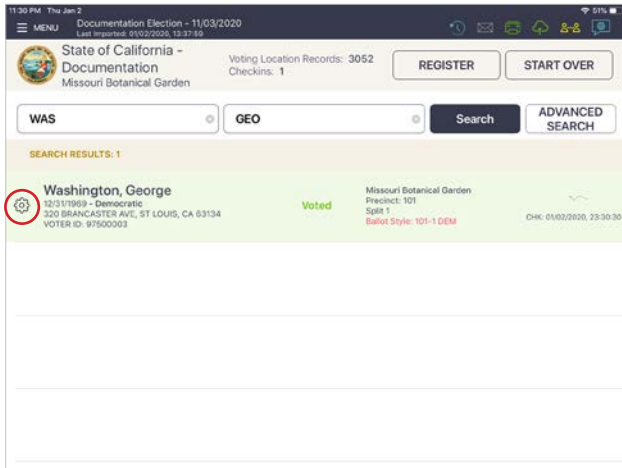 11:30 PM Thu Jan 2
51%
MENU
Documentation Election - 11/03/2020
Last Imported: 01/02/2020, 13:37:59
State of California -
Documentation
Missouri Botanical Garden
Voting Location Records: 3052
Checkins: 1
REGISTER
START OVER
WAS
GEO
Search
ADVANCED
SEARCH
SEARCH RESULTS: 1
Washington, George
12/31/1969 - Democratic
320 BRANCASTER AVE, ST LOUIS, CA 63134
VOTER ID: 97500003
Voted
Missouri Botanical Garden
Precinct: 101
Split 1
Ballot Style: 101-1 DEM
CHK: 01/02/2020, 23:30:30